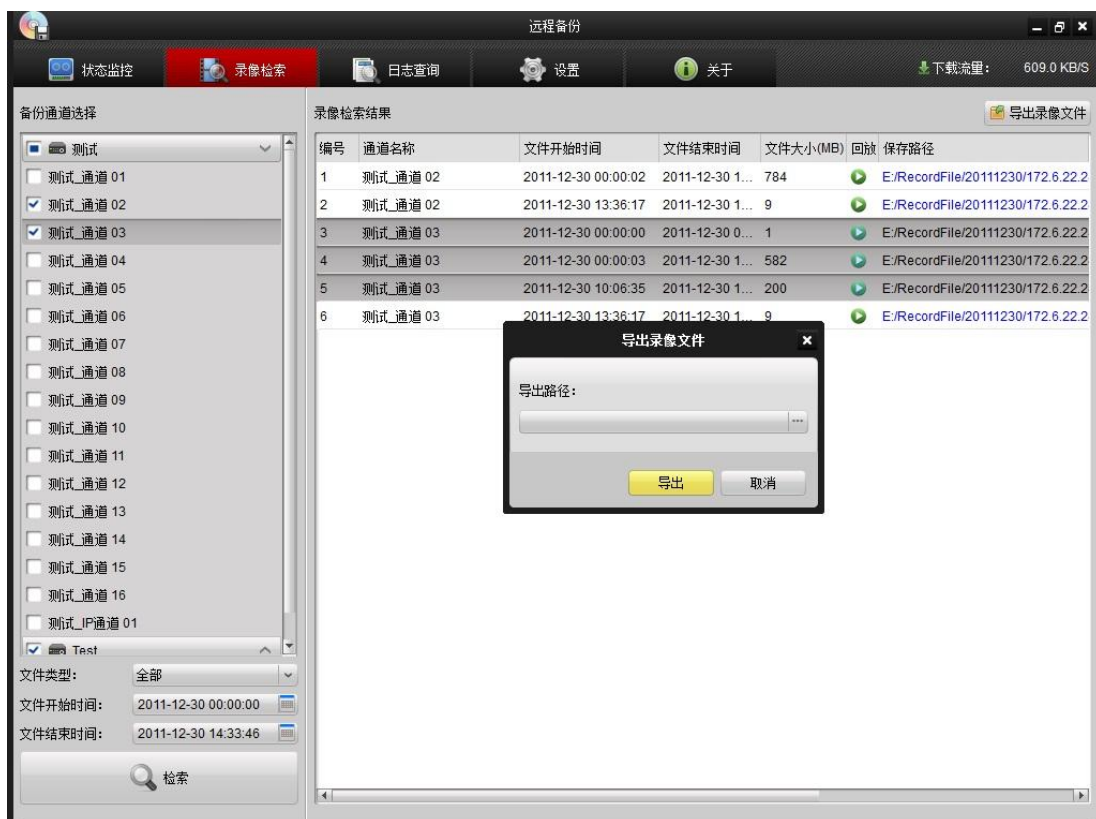 远程备份
状态监控 录像检索 日志查询 设置 关于 下载流量： 609.0 KB/S
备份通道选择
测试
测试_通道 01
测试_通道 02
测试_通道 03
测试_通道 04
测试_通道 05
测试_通道 06
测试_通道 07
测试_通道 08
测试_通道 09
测试_通道 10
测试_通道 11
测试_通道 12
测试_通道 13
测试_通道 14
测试_通道 15
测试_通道 16
测试_IP通道 01
Test
文件类型： 全部
文件开始时间： 2011-12-30 00:00:00
文件结束时间： 2011-12-30 14:33:46
检索
录像检索结果 导出录像文件
编号 通道名称 文件开始时间 文件结束时间 文件大小(MB) 回放 保存路径
1 测试_通道 02 2011-12-30 00:00:02 2011-12-30 1... 784 E:/RecordFile/20111230/172.6.22.2
2 测试_通道 02 2011-12-30 13:36:17 2011-12-30 1... 9 E:/RecordFile/20111230/172.6.22.2
3 测试_通道 03 2011-12-30 00:00:00 2011-12-30 0... 1 E:/RecordFile/20111230/172.6.22.2
4 测试_通道 03 2011-12-30 00:00:03 2011-12-30 1... 582 E:/RecordFile/20111230/172.6.22.2
5 测试_通道 03 2011-12-30 10:06:35 2011-12-30 1... 200 E:/RecordFile/20111230/172.6.22.2
6 测试_通道 03 2011-12-30 13:36:17 2011-12-30 1... 9 E:/RecordFile/20111230/172.6.22.2
导出录像文件
导出路径：
导出 取消